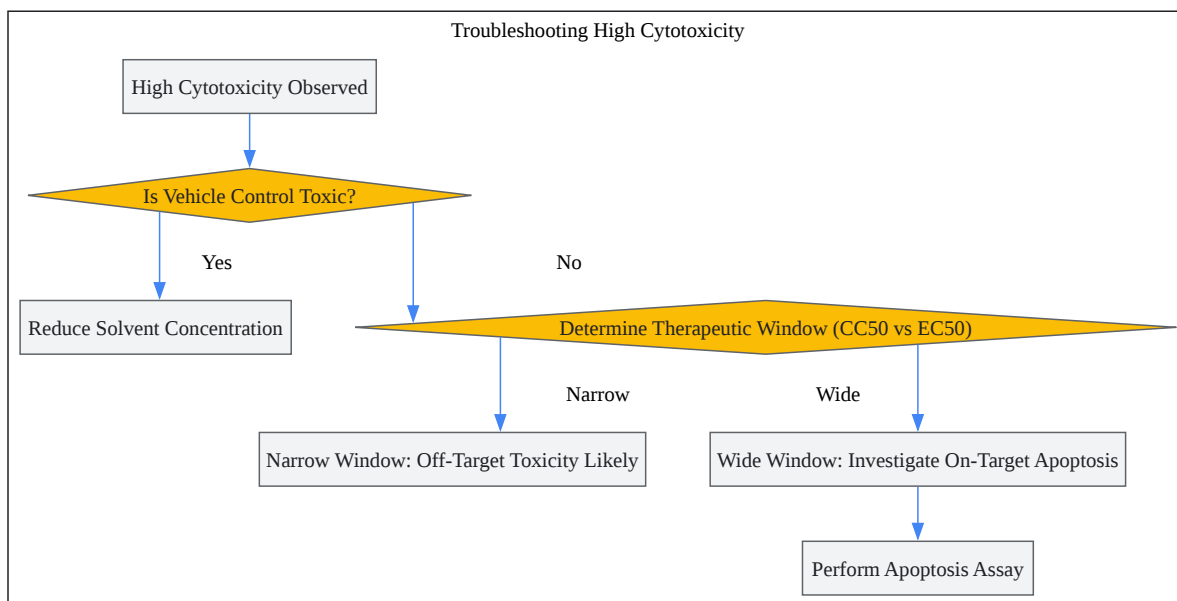 Troubleshooting High Cytotoxicity
High Cytotoxicity Observed
Is Vehicle Control Toxic?
Yes
No
Reduce Solvent Concentration
Determine Therapeutic Window (CC50 vs EC50)
Narrow
Wide
Narrow Window: Off-Target Toxicity Likely
Wide Window: Investigate On-Target Apoptosis
Perform Apoptosis Assay